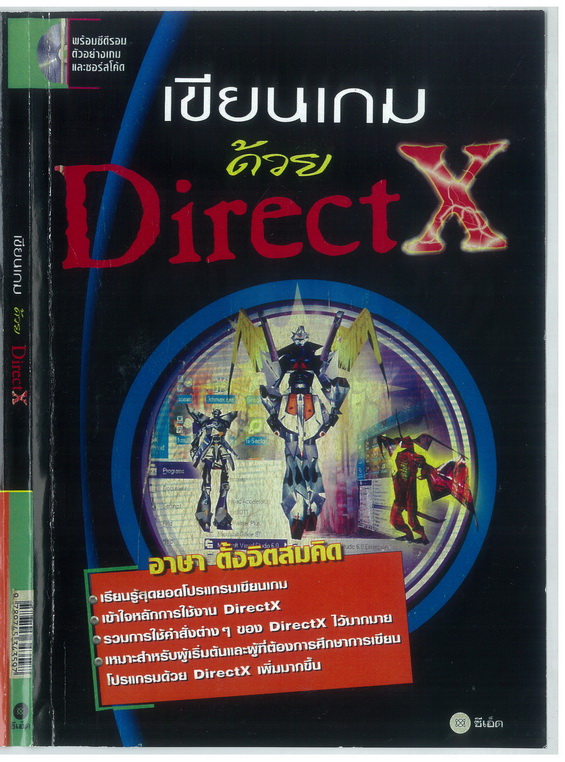 พร้อมซีดีรอม
ตัวอย่างเกม
และซอร์สโค้ด
เขียนเกม
ด้วย
DirectX
อาษา ตั้งจิตสมคิด
เรียนรู้สุดยอดโปรแกรมเขียนเกม
เข้าใจหลักการใช้งาน DirectX
รวมการใช้คำสั่งต่างๆ ของ DirectX ไว้มากมาย
เหมาะสำหรับผู้เริ่มต้นและผู้ที่ต้องการศึกษาการเขียน
โปรแกรมด้วย DirectX เพิ่มมากขึ้น
ซีเอ็ด
เขียนเกม ด้วย DirectX
ซีเอ็ด
Programs